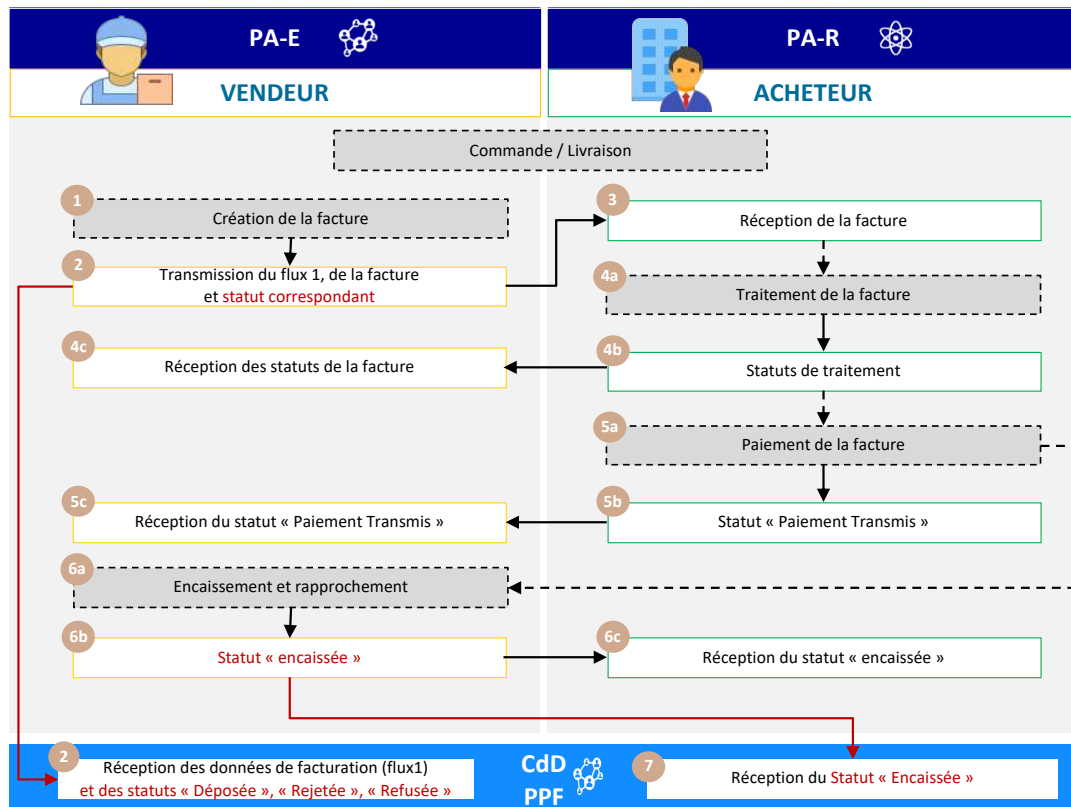 PA-E
PA-R
VENDEUR
ACHETEUR
Commande / Livraison
1
Création de la facture
3
Réception de la facture
2
Transmission du flux 1, de la facture
et statut correspondant
4a
Traitement de la facture
4c
Réception des statuts de la facture
4b
Statuts de traitement
5a
Paiement de la facture
5c
Réception du statut « Paiement Transmis »
5b
Statut « Paiement Transmis »
6a
Encaissement et rapprochement
6b
Statut « encaissée »
6c
Réception du statut « encaissée »
2
Réception des données de facturation (flux1)
et des statuts « Déposée », « Rejetée », « Refusée »
CdD
PPF
7
Réception du Statut « Encaissée »